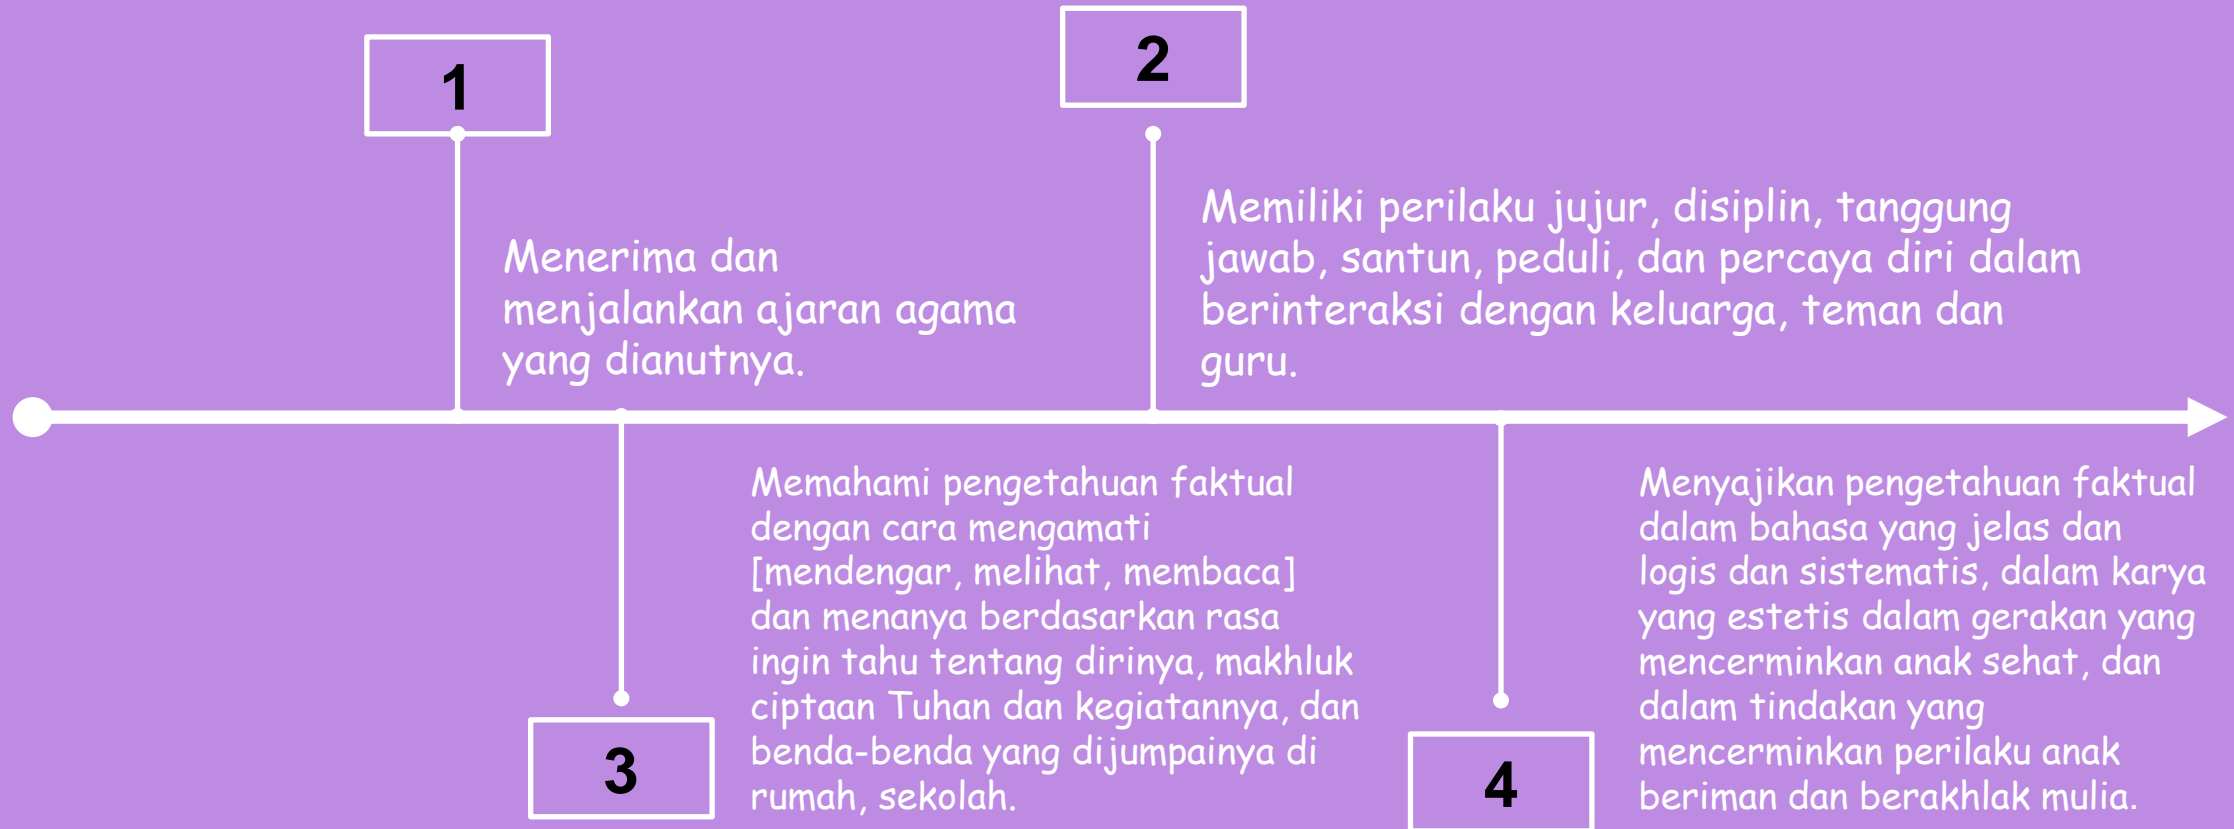 1
Menerima dan
menjalankan ajaran agama
yang dianutnya.
2
Memiliki perilaku jujur, disiplin, tanggung
jawab, santun, peduli, dan percaya diri dalam
berinteraksi dengan keluarga, teman dan
guru.
3
Memahami pengetahuan faktual
dengan cara mengamati
[mendengar, melihat, membaca]
dan menanya berdasarkan rasa
ingin tahu tentang dirinya, makhluk
ciptaan Tuhan dan kegiatannya, dan
benda-benda yang dijumpainya di
rumah, sekolah.
4
Menyajikan pengetahuan faktual
dalam bahasa yang jelas dan
logis dan sistematis, dalam karya
yang estetis dalam gerakan yang
mencerminkan anak sehat, dan
dalam tindakan yang
mencerminkan perilaku anak
beriman dan berakhlak mulia.